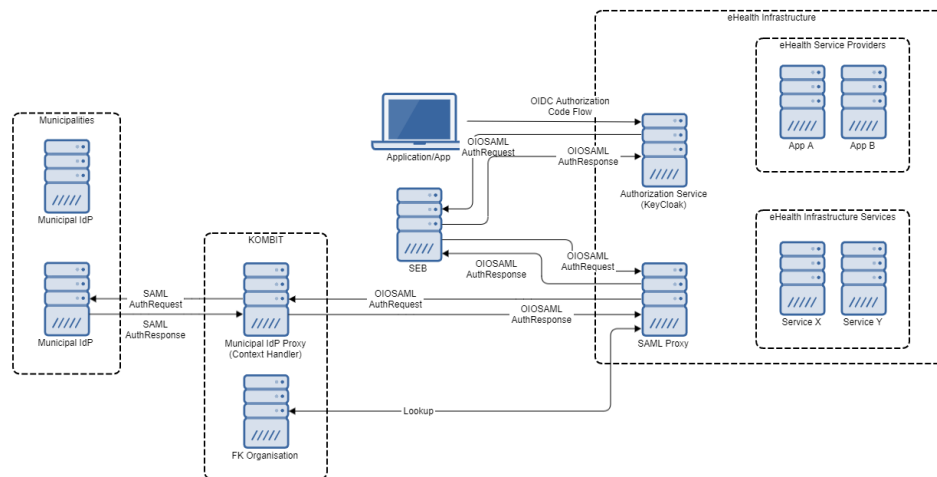 eHealth Infrastructure
eHealth Service Providers
App A
App B
OIDC Authorization
Code Flow
Application/App
OIOSAML
AuthRequest
OIOSAML
AuthResponse
Authorization Service
(KeyCloak)
Municipalities
Municipal IdP
Municipal IdP
KOMBIT
SEB
OIOSAML
AuthRequest
OIOSAML
AuthResponse
eHealth Infrastructure Services
Service X
Service Y
SAML
AuthRequest
SAML
AuthResponse
OIOSAML
AuthRequest
OIOSAML
AuthResponse
Municipal IdP Proxy
(Context Handler)
SAML Proxy
Lookup
FK Organisation